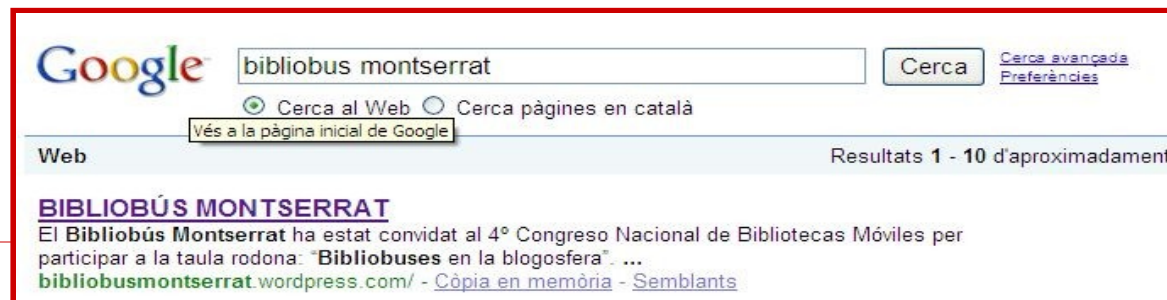 Google
bibliobus montserrat
Cerca
Cerca avançada
Preferències
Cerca al Web Cerca pàgines en català
Vés a la pàgina inicial de Google
Web Resultats 1 - 10 d'aproximadament
BIBLIOBÚS MONTSERRAT
El Bibliobús Montserrat ha estat convidat al 4º Congreso Nacional de Bibliotecas Móviles per
participar a la taula rodona: “Bibliobuses en la blogosfera”. ...
bibliobusmontserrat.wordpress.com/ - Còpia en memòria - Semblants